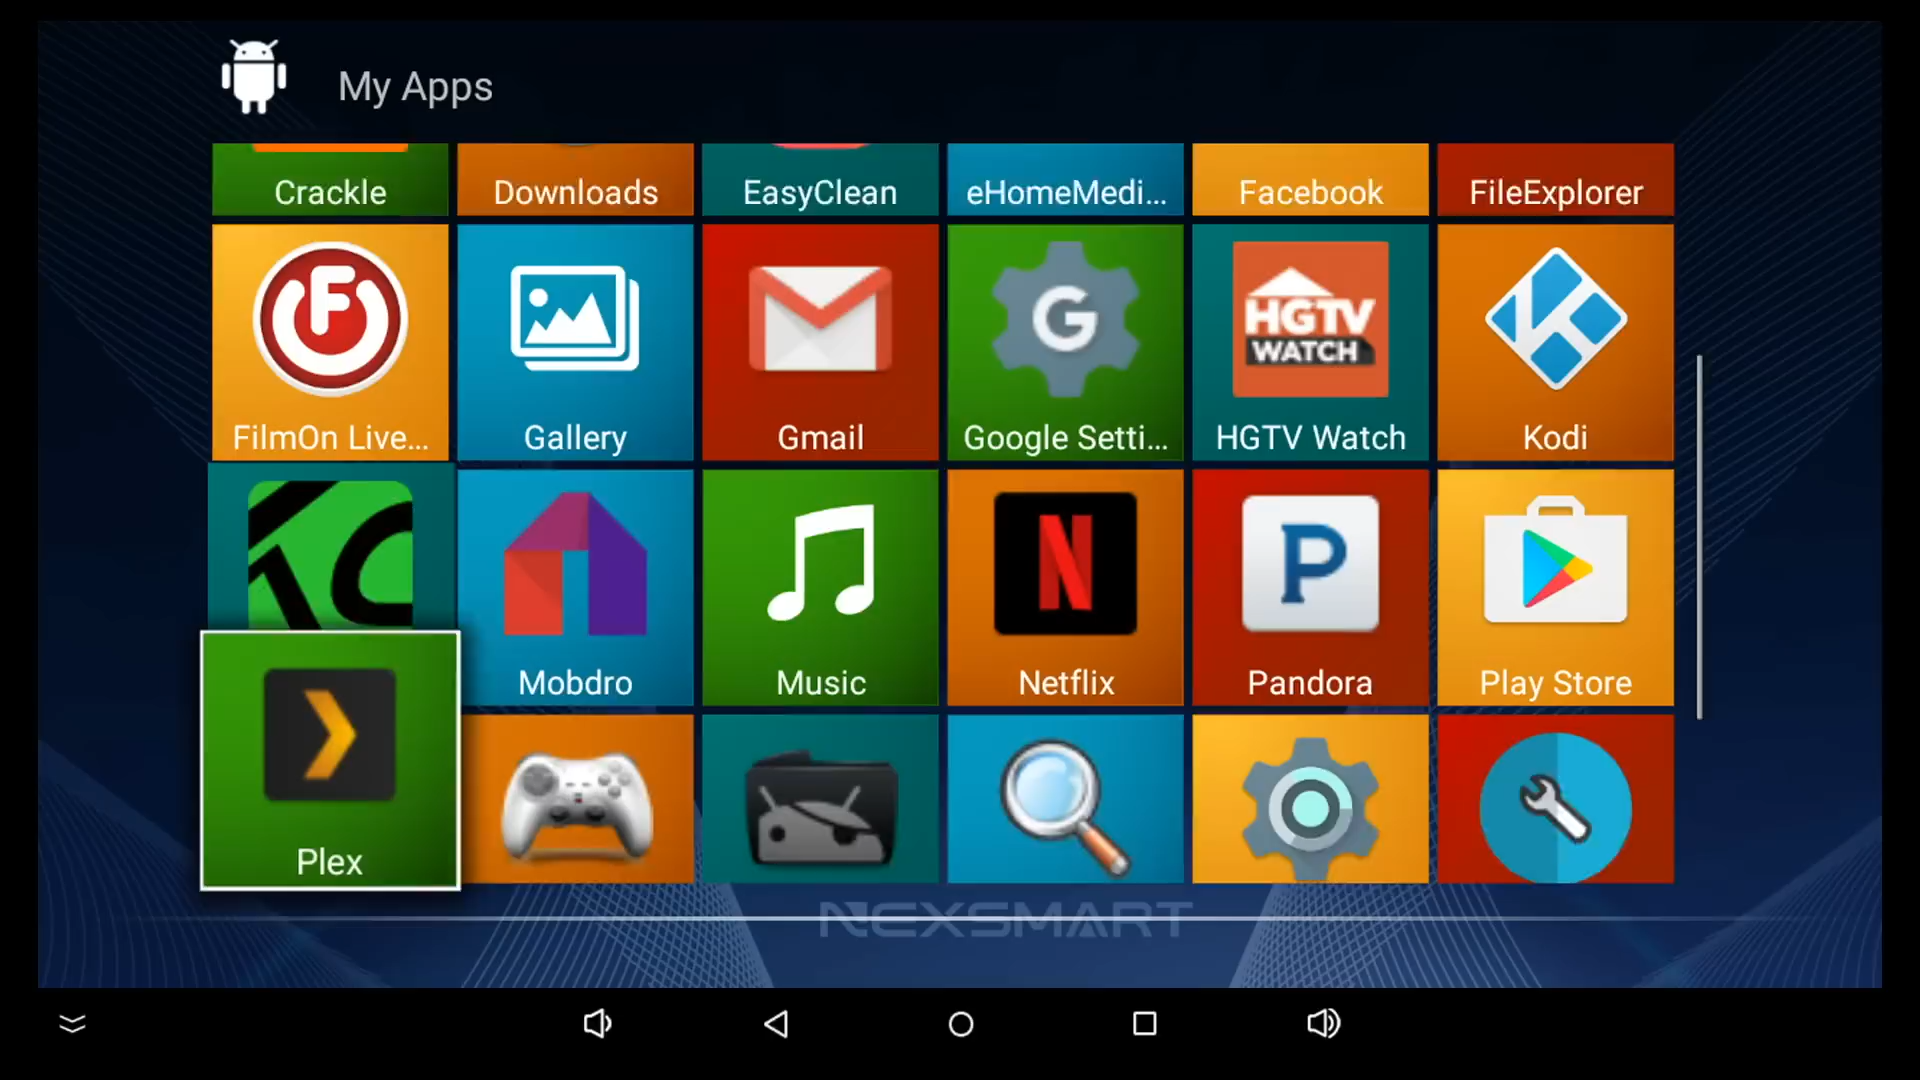 My Apps
Crackle
Downloads
EasyClean
eHomeMedi...
Facebook
FileExplorer
F
G
HGTV
WATCH
FilmOn Live...
Gallery
Gmail
Google Setti...
HGTV Watch
Kodi
N
P
Mobdro
Music
Netflix
Pandora
Play Store
Plex
NEXSMART